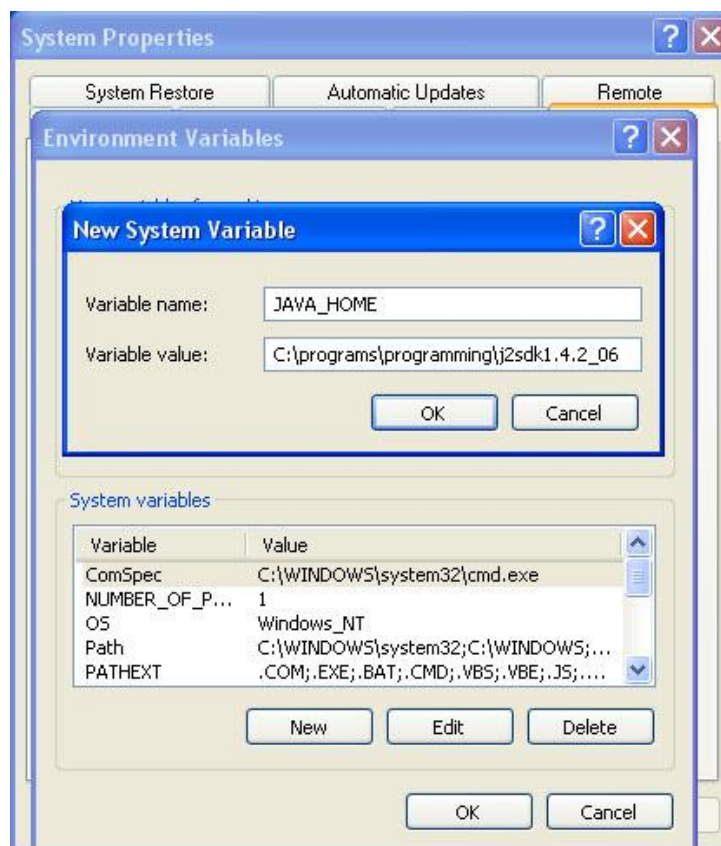 System Properties
System Restore Automatic Updates Remote
Environment Variables
New System Variable
Variable name: JAVA_HOME
Variable value: C:\programs\programming\j2sdk1.4.2_06
OK Cancel
System variables
Variable Value
ComSpec C:\WINDOWS\system32\cmd.exe
NUMBER_OF_P... 1
OS Windows_NT
Path C:\WINDOWS\system32;C:\WINDOWS;...
PATHEXT .COM;.EXE;.BAT;.CMD;.VBS;.VBE;.JS;....
New Edit Delete
OK Cancel